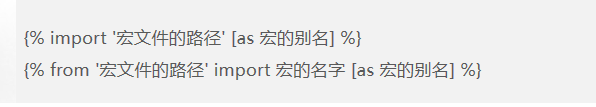 {% import '宏文件的路径' [as 宏的别名] %}
{% from '宏文件的路径' import 宏的名字 [as 宏的别名] %}